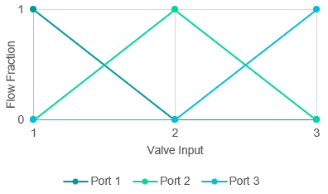 1
Flow Fraction
0
1 2 3
Valve Input
Port 1 Port 2 Port 3